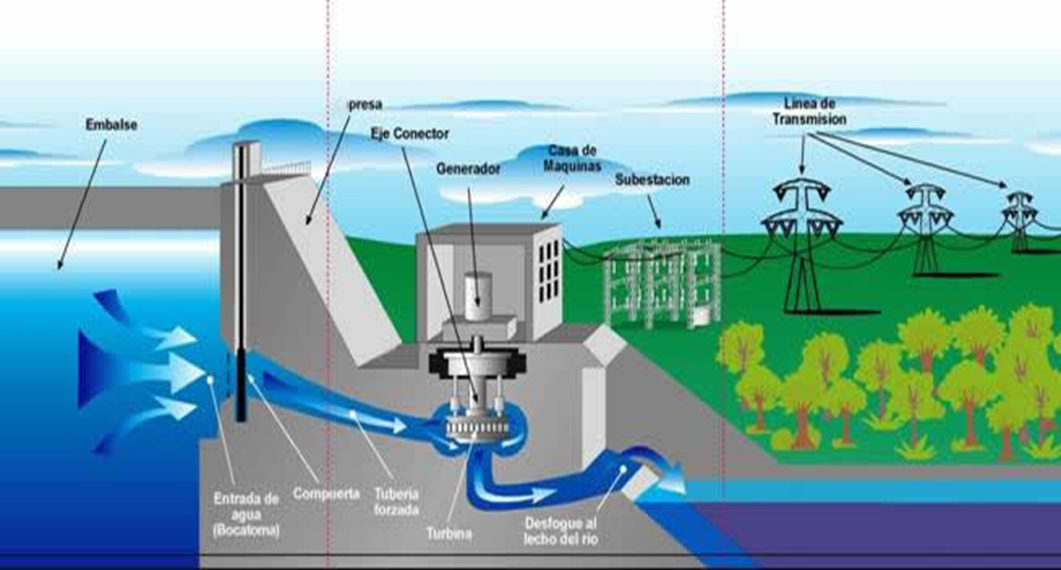 Embalse
presa
Eje Conector
Generador
Casa de
Maquinas
Subestacion
Linea de
Transmision
Entrada de
agua
(Bocatoma)
Compuerta
Tuberia
forzada
Turbina
Desfogue al
lecho del rio